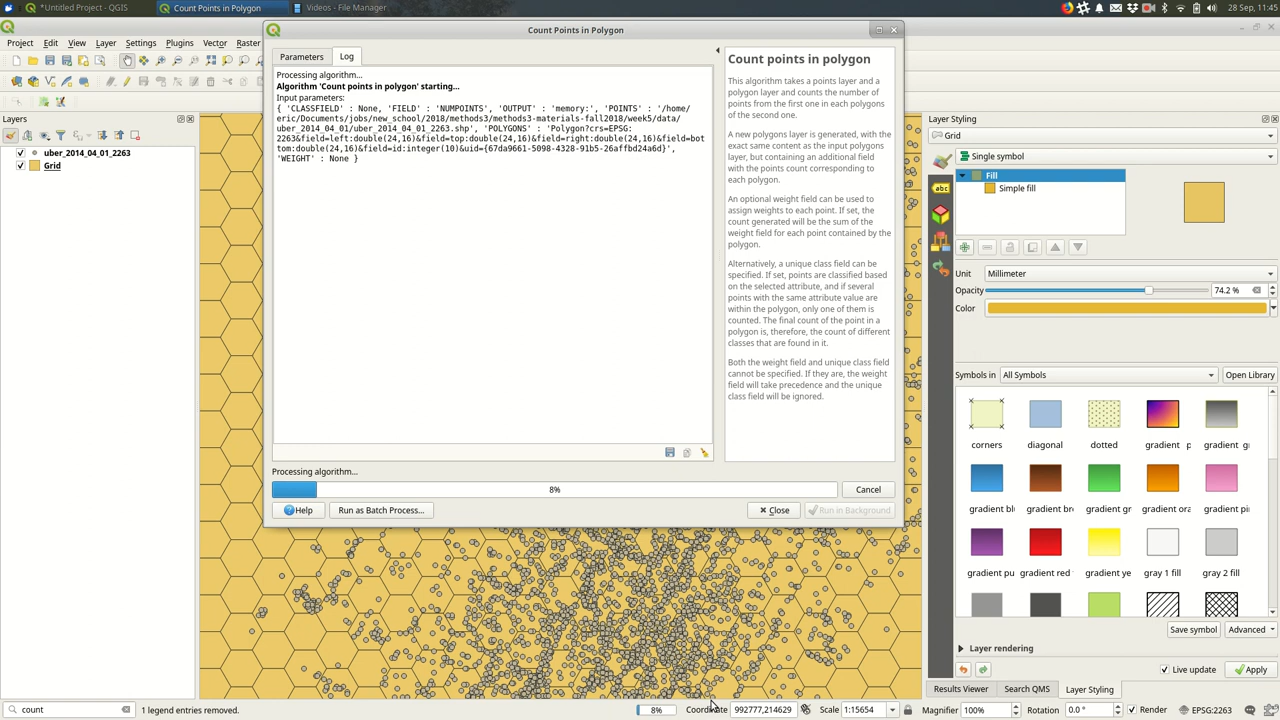 *Untitled Project - QGIS
Count Points in Polygon
Videos - File Manager
28 Sep, 11:45
Count Points in Polygon
Project Edit View Layer Settings Plugins Vector Raster
Parameters
Log
Processing algorithm...
Algorithm 'Count points in polygon' starting...
Input parameters:
{ 'CLASSFIELD' : None, 'FIELD' : 'NUMPOINTS', 'OUTPUT' : 'memory:', 'POINTS' : '/home/
eric/Documents/jobs/new_school/2018/methods3/methods3-materials-fall2018/week5/data/
uber_2014_04_01/uber_2014_04_01_2263.shp', 'POLYGONS' : 'Polygon?crs=EPSG:
2263&field=left:double(24,16)&field=top:double(24,16)&field=right:double(24,16)&field=bot
tom:double(24,16)&field=id:integer(10)&uid={67da9661-5098-4328-91b5-26affbd24a6d}',
'WEIGHT' : None }
Count points in polygon
This algorithm takes a points layer and a
polygon layer and counts the number of
points from the first one in each polygons
of the second one.
A new polygons layer is generated, with the
exact same content as the input polygons
layer, but containing an additional field
with the points count corresponding to
each polygon.
An optional weight field can be used to
assign weights to each point. If set, the
count generated will be the sum of the
weight field for each point contained by the
polygon.
Alternatively, a unique class field can be
specified. If set, points are classified based
on the selected attribute, and if several
points with the same attribute value are
within the polygon, only one of them is
counted. The final count of the point in a
polygon is, therefore, the count of different
classes that are found in it.
Both the weight field and unique class field
cannot be specified. If they are, the weight
field will take precedence and the unique
class field will be ignored.
Processing algorithm...
8%
Cancel
Help
Run as Batch Process...
Close
Run in Background
Layers
uber_2014_04_01_2263
Grid
Layer Styling
Grid
Single symbol
abc
Fill
Simple fill
Unit
Millimeter
Opacity
74.2 %
Color
Symbols in
All Symbols
Open Library
corners
diagonal
dotted
gradient p
gradient g
gradient bl
gradient br
gradient gr
gradient ora
gradient pi
gradient pu
gradient red
gradient ye
gray 1 fill
gray 2 fill
Save symbol
Advanced
Layer rendering
Live update
Apply
Results Viewer
Search QMS
Layer Styling
count
1 legend entries removed.
8%
Coordinate
992777,214629
Scale
1:15654
Magnifier
100%
Rotation
0.0 °
Render
EPSG:2263